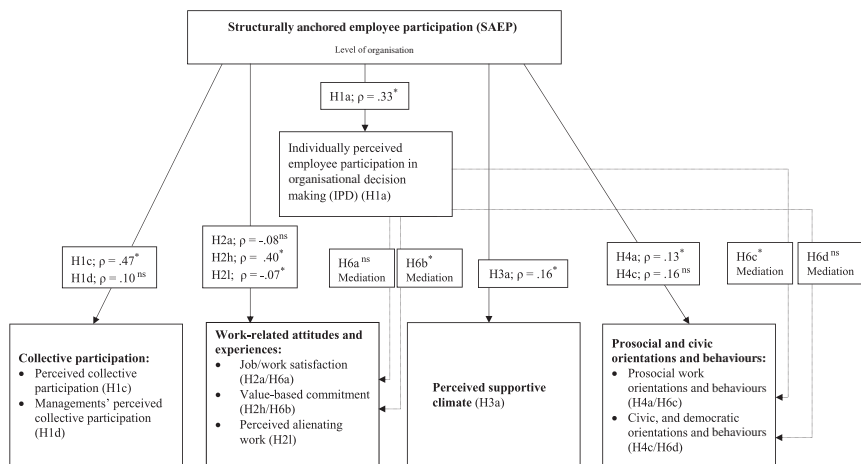 Structurally anchored employee participation (SAEP)
Level of organisation
H1a; ρ = .33*
Individually perceived
employee participation in
organisational decision
making (IPD) (H1a)
H1c; ρ = .47*
H1d; ρ = .10 ns
H2a; ρ = -.08 ns
H2h; ρ = .40*
H2l; ρ = -.07*
H6a ns
Mediation
H6b*
Mediation
H3a; ρ = .16*
H4a; ρ = .13*
H4c; ρ = .16 ns
H6c*
Mediation
H6d ns
Mediation
Collective participation:
• Perceived collective
participation (H1c)
• Managements’ perceived
collective participation
(H1d)
Work-related attitudes and
experiences:
• Job/work satisfaction
(H2a/H6a)
• Value-based commitment
(H2h/H6b)
• Perceived alienating
work (H2l)
Perceived supportive
climate (H3a)
Prosocial and civic
orientations and behaviours:
• Prosocial work
orientations and behaviours
(H4a/H6c)
• Civic, and democratic
orientations and behaviours
(H4c/H6d)